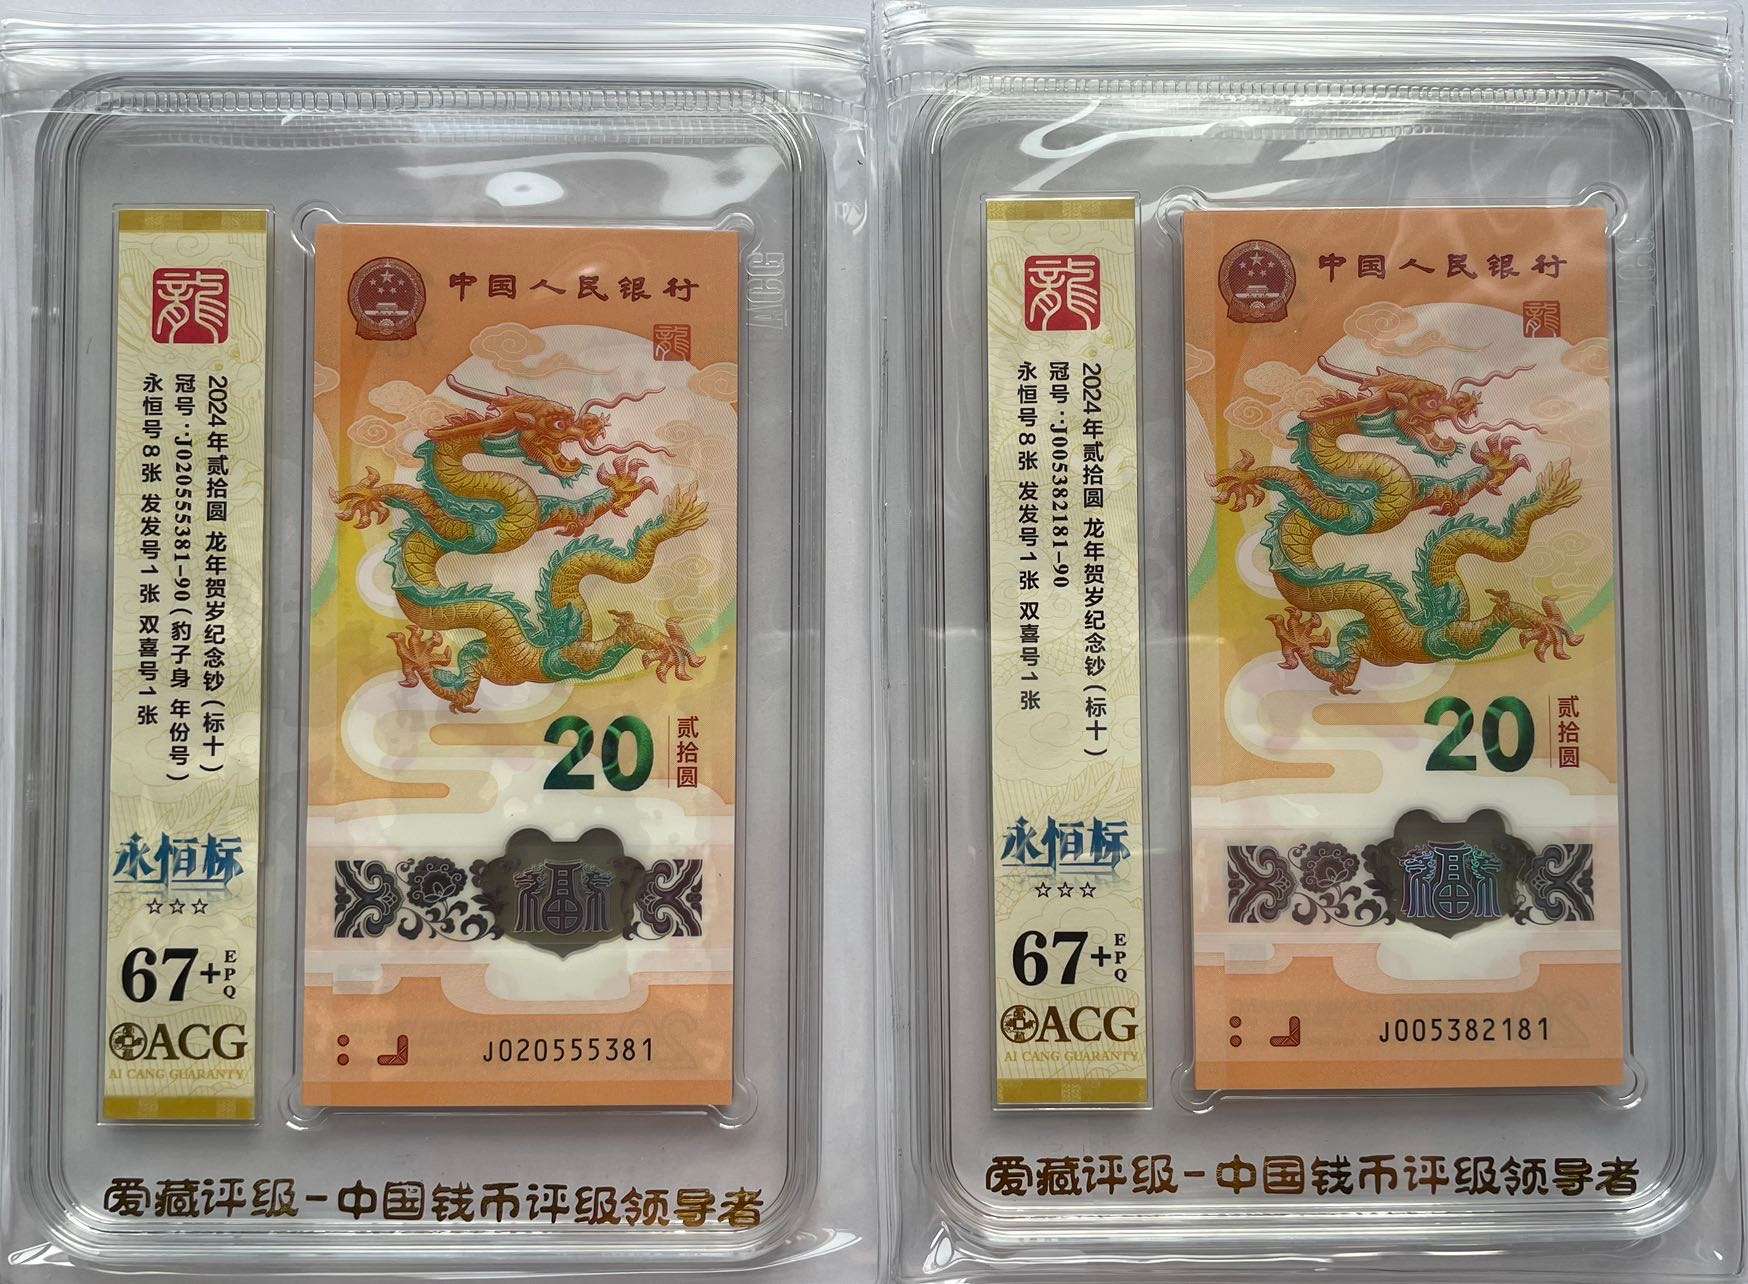 龍
2024年贰拾圆 龙年贺岁纪念钞(标十)
冠号:J020555381-90(豹子身 年份号)
永恒号8张 发发号1张 双喜号1张
永恒标
☆☆☆
67+
EPQ
ACG
AI CANG GUARANTY
中国人民银行
龍
20
贰拾圆
福
J020555381
ACG
爱藏评级-中国钱币评级领导者
龍
2024年贰拾圆 龙年贺岁纪念钞(标十)
冠号:J005382181-90
永恒号8张 发发号1张 双喜号1张
永恒标
☆☆☆
67+
EPQ
ACG
AI CANG GUARANTY
中国人民银行
龍
20
贰拾圆
福
J005382181
爱藏评级-中国钱币评级领导者